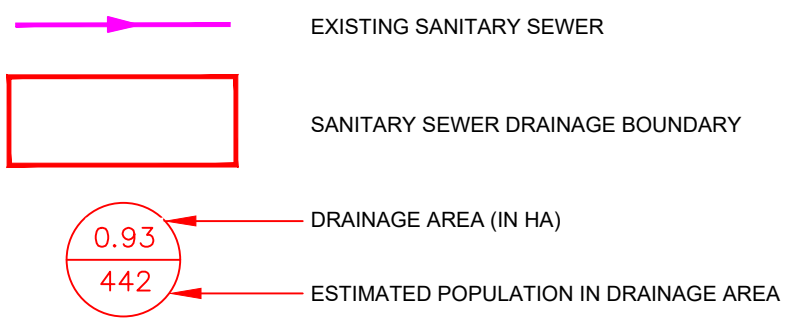 EXISTING SANITARY SEWER
SANITARY SEWER DRAINAGE BOUNDARY
0.93
DRAINAGE AREA (IN HA)
442
ESTIMATED POPULATION IN DRAINAGE AREA